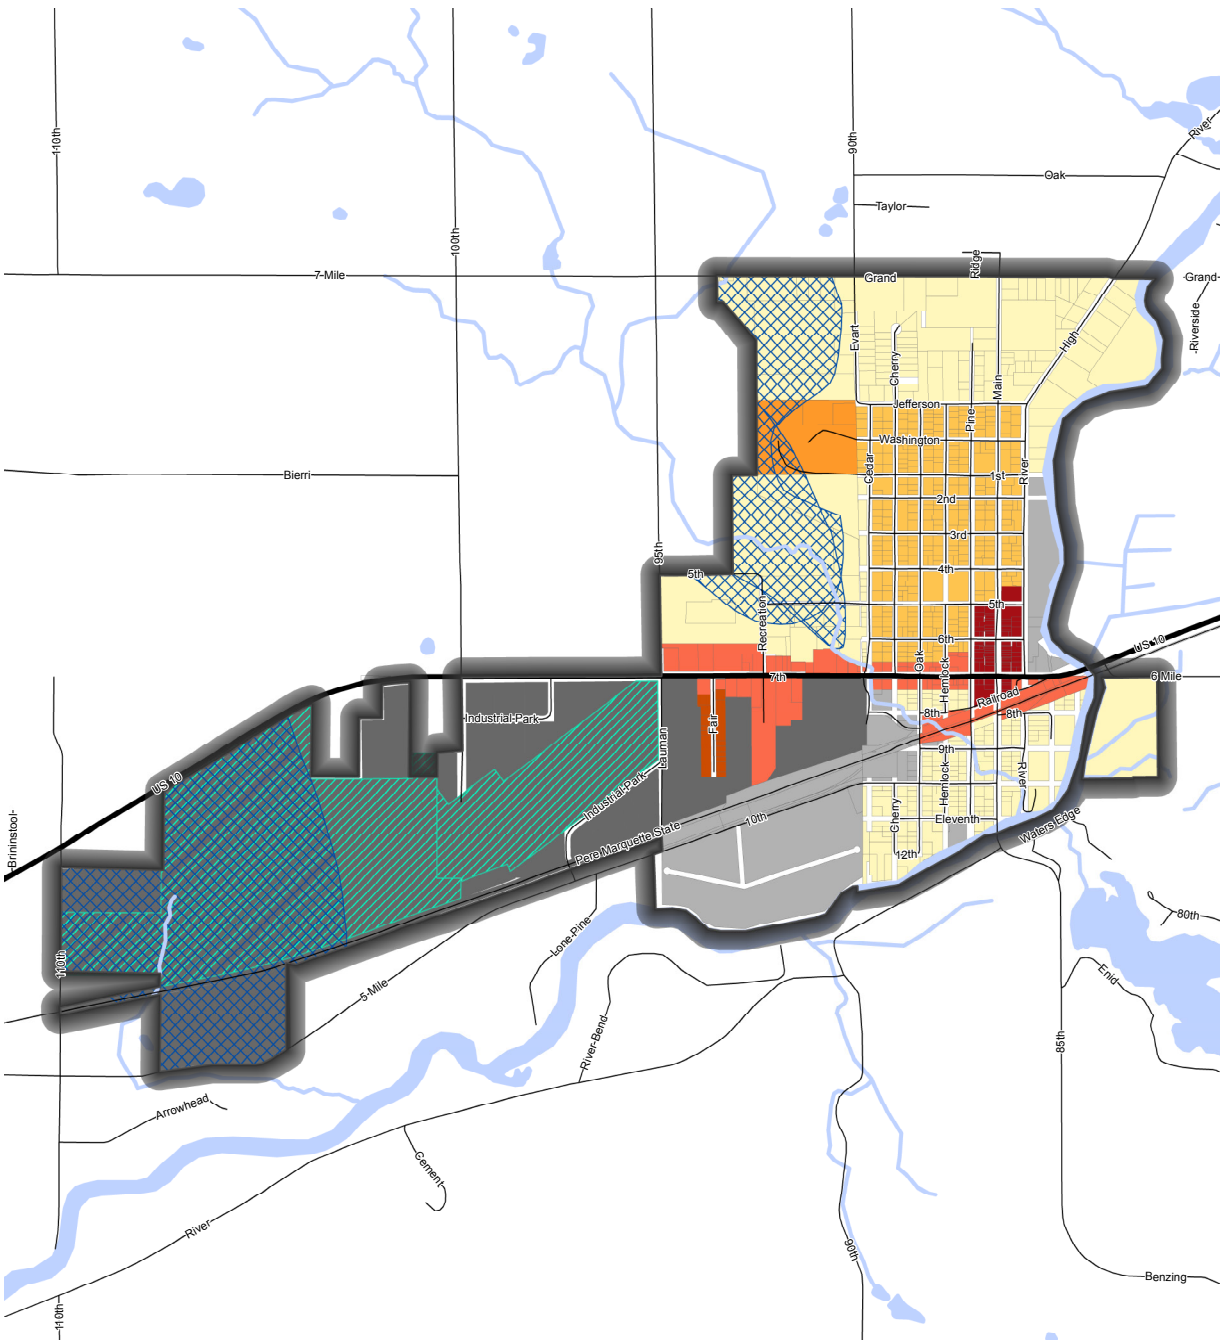 110th
90th
River
Oak
Taylor
100th
Ridge
7 Mile
Grand
Grand
Riverside
Evart
High
Cherry
Main
Jefferson
Pine
Washington
Cedar
River
Bierri
1st
2nd
3rd
95th
4th
5th
5th
Recreation
6th
US 10
Oak
Hemlock
7th
6 Mile
Railroad
Industrial Park
Fair
8th
8th
Lauman
9th
US 10
River
Hemlock
Industrial Park
Brininstool
Cherry
10th
Eleventh
Waters Edge
Pere Marquette State
12th
80th
Lone Pine
110th
Enid
5 Mile
River Bend
85th
Arrowhead
Cement
River
90th
Benzing
110th